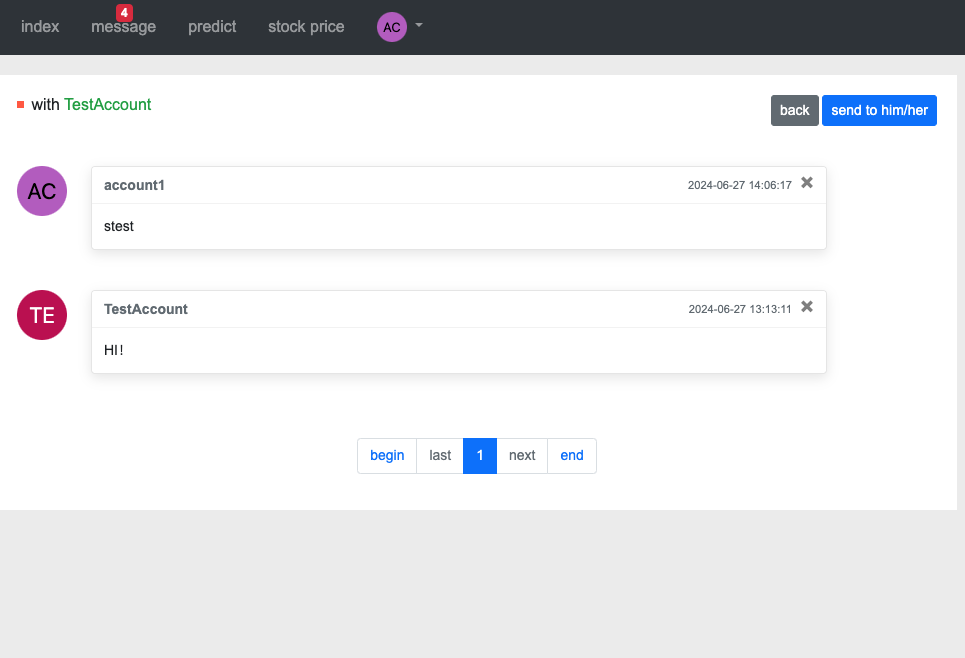 4
index message predict stock price AC
with TestAccount back send to him/her
AC account1 2024-06-27 14:06:17
stest
TE TestAccount 2024-06-27 13:13:11
HI!
begin last 1 next end